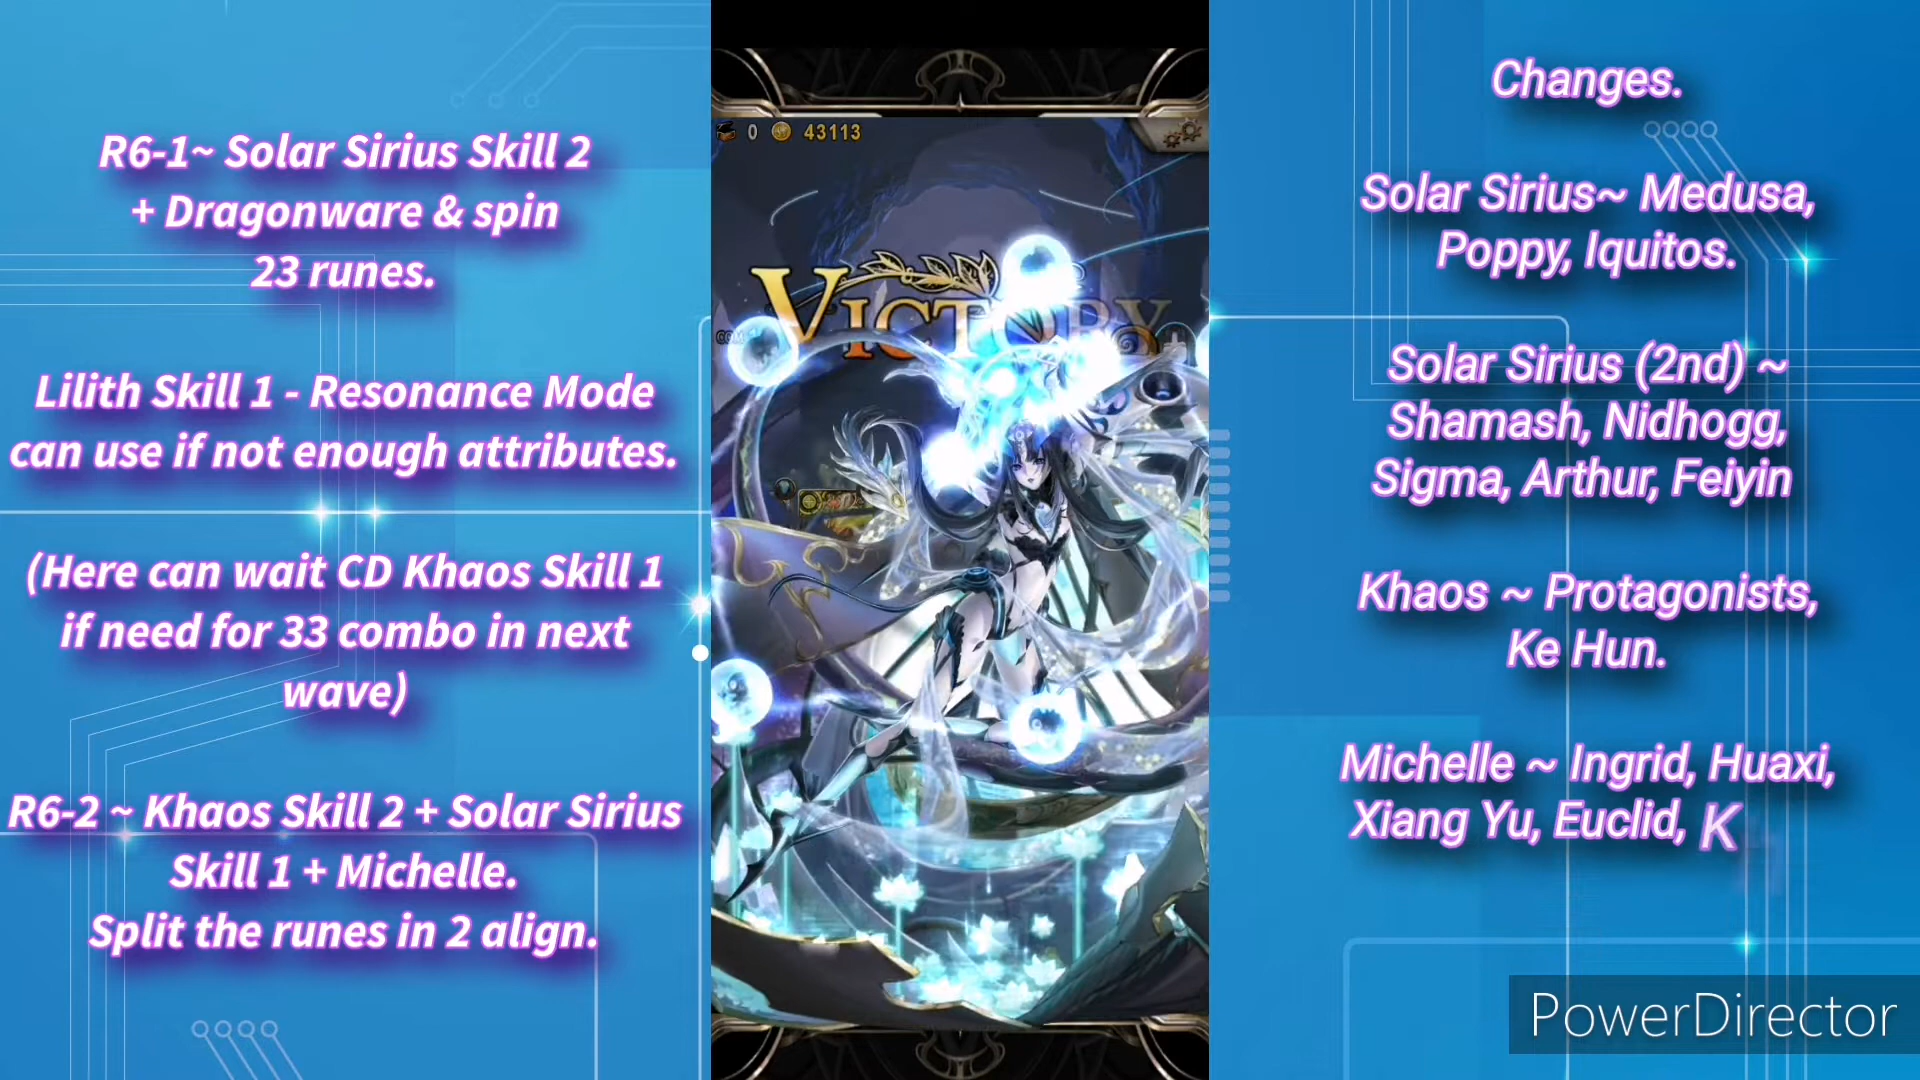 R6-1~ Solar Sirius Skill 2
+ Dragonware & spin
23 runes.
Lilith Skill 1 - Resonance Mode
can use if not enough attributes.
(Here can wait CD Khaos Skill 1
if need for 33 combo in next
wave)
R6-2 ~ Khaos Skill 2 + Solar Sirius
Skill 1 + Michelle.
Split the runes in 2 align.
0 43113
VICTORY
Changes.
Solar Sirius~ Medusa,
Poppy, Iquitos.
Solar Sirius (2nd) ~
Shamash, Nidhogg,
Sigma, Arthur, Feiyin
Khaos ~ Protagonists,
Ke Hun.
Michelle ~ Ingrid, Huaxi,
Xiang Yu, Euclid, K
PowerDirector